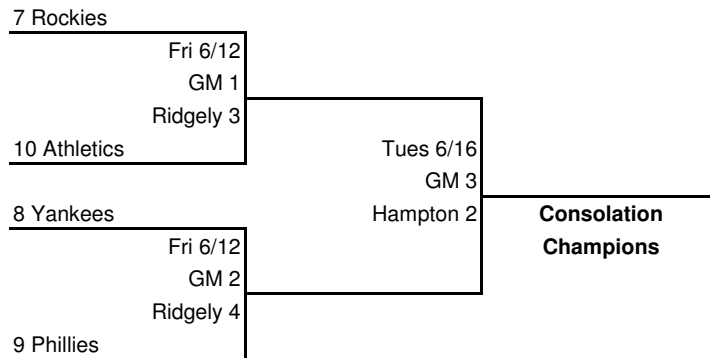 7 Rockies
Fri 6/12
GM 1
Ridgely 3
10 Athletics
Tues 6/16
GM 3
8 Yankees
Hampton 2
Consolation
Champions
Fri 6/12
GM 2
Ridgely 4
9 Phillies